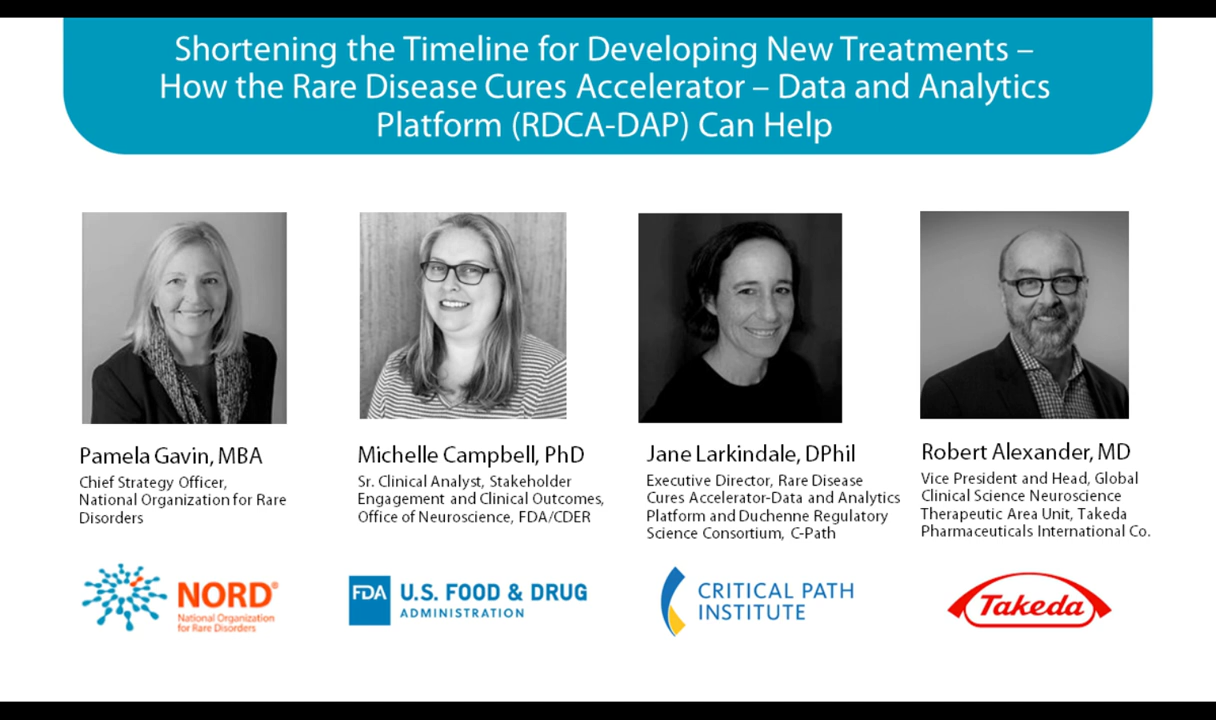 Shortening the Timeline for Developing New Treatments –
How the Rare Disease Cures Accelerator – Data and Analytics
Platform (RDCA-DAP) Can Help
Pamela Gavin, MBA
Chief Strategy Officer,
National Organization for Rare
Disorders
Michelle Campbell, PhD
Sr. Clinical Analyst, Stakeholder
Engagement and Clinical Outcomes,
Office of Neuroscience, FDA/CDER
Jane Larkindale, DPhil
Executive Director, Rare Disease
Cures Accelerator-Data and Analytics
Platform and Duchenne Regulatory
Science Consortium, C-Path
Robert Alexander, MD
Vice President and Head, Global
Clinical Science Neuroscience
Therapeutic Area Unit, Takeda
Pharmaceuticals International Co.
NORD®
National Organization
for Rare Disorders
FDA U.S. FOOD & DRUG
ADMINISTRATION
CRITICAL PATH
INSTITUTE
Takeda